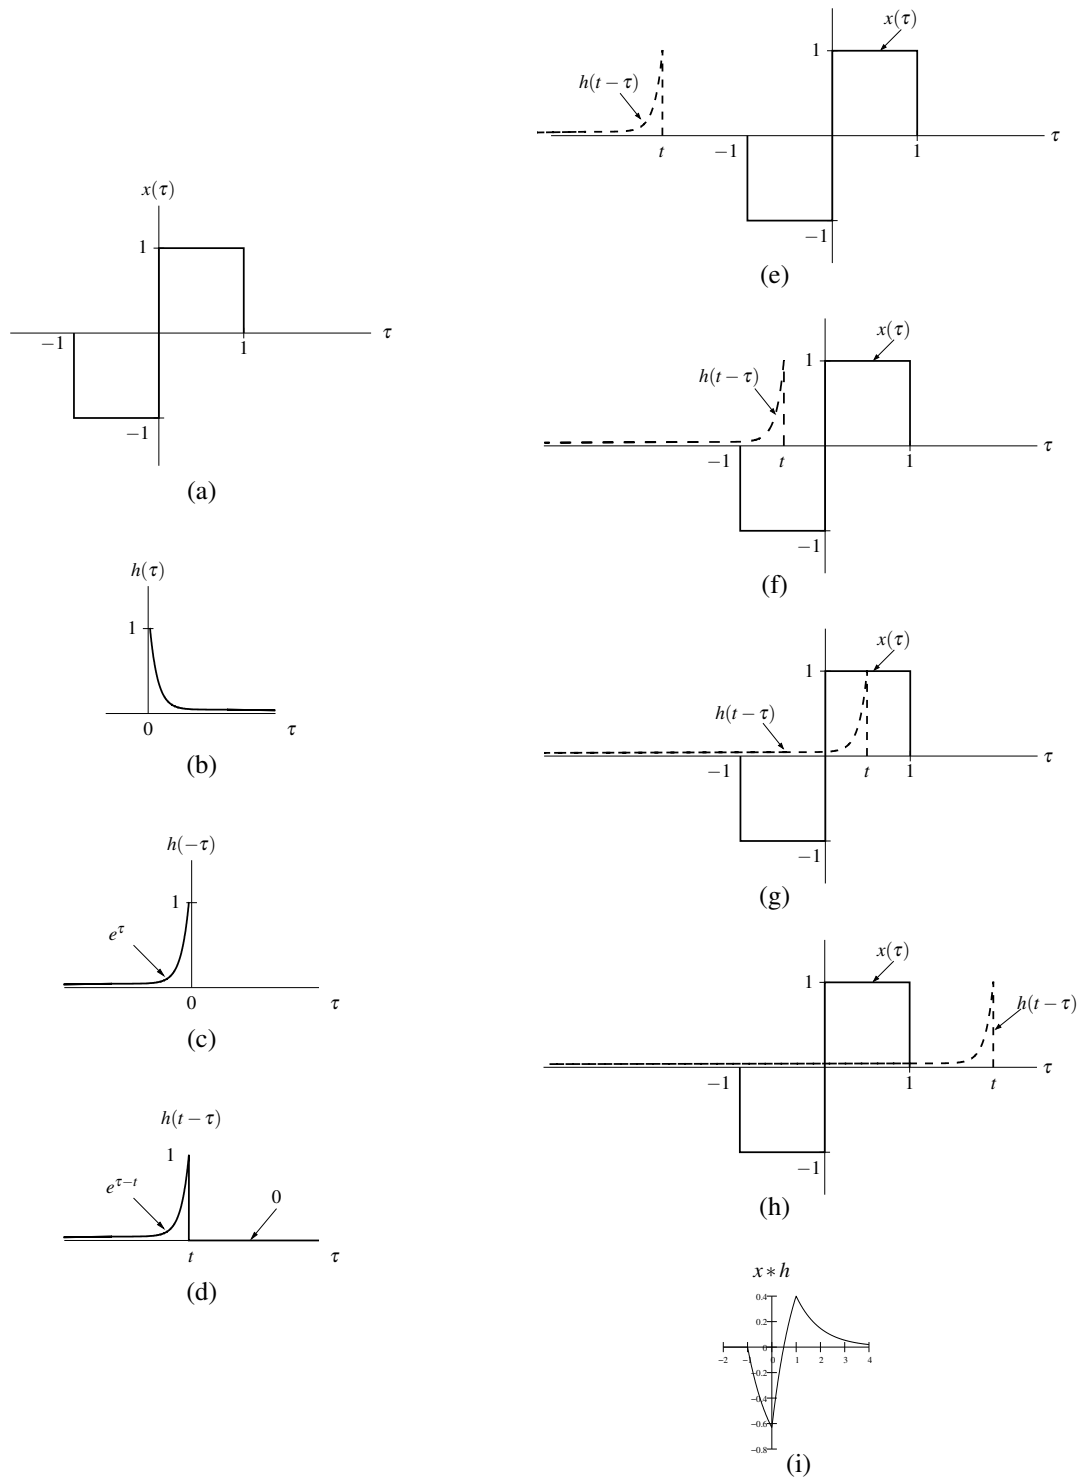 x(τ)
1
−1
1
τ
−1
(a)
h(τ)
1
0
τ
(b)
h(−τ)
1
e^τ
0
τ
(c)
h(t − τ)
1
e^{τ−t}
0
t
τ
(d)
x(τ)
1
h(t − τ)
τ
t
−1
1
−1
(e)
x(τ)
1
h(t − τ)
τ
−1
t
1
−1
(f)
x(τ)
1
h(t − τ)
τ
−1
t
1
−1
(g)
x(τ)
1
h(t − τ)
τ
−1
1
t
−1
(h)
x ∗ h
0.4
0.2
0
−2 −1 0 1 2 3 4
−0.2
−0.4
−0.6
−0.8
(i)